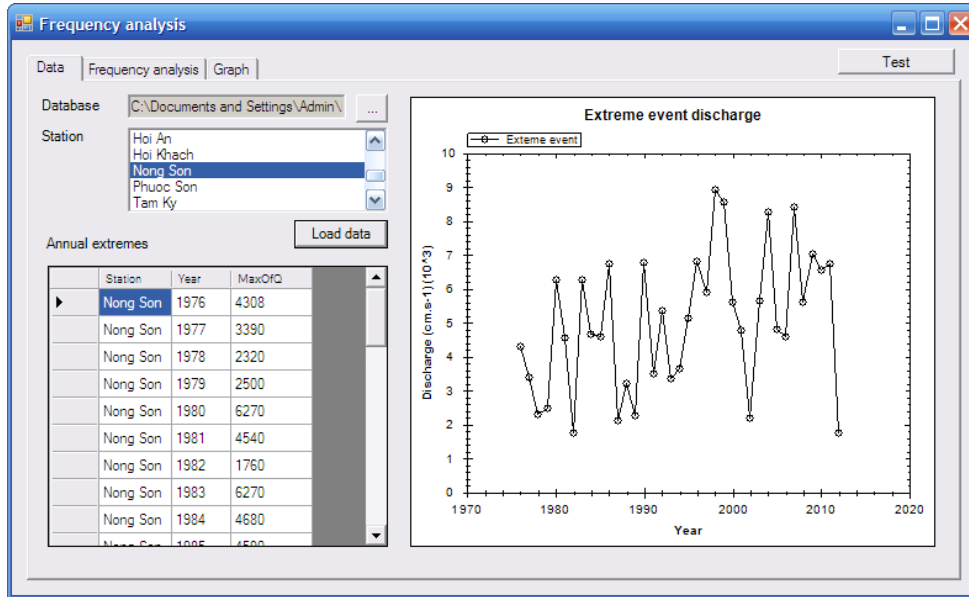 Frequency analysis
Data Frequency analysis Graph
Test
Database C:\Documents and Settings\Admin\ ...
Station
Hoi An
Hoi Khach
Nong Son
Phuoc Son
Tam Ky
Load data
Annual extremes
Station Year MaxOfQ
Nong Son 1976 4308
Nong Son 1977 3390
Nong Son 1978 2320
Nong Son 1979 2500
Nong Son 1980 6270
Nong Son 1981 4540
Nong Son 1982 1760
Nong Son 1983 6270
Nong Son 1984 4680
Nong Son 1985 4590
Extreme event discharge
Exteme event
Discharge (cm.s-1) (10^3)
10
9
8
7
6
5
4
3
2
1
0
1970 1980 1990 2000 2010 2020
Year